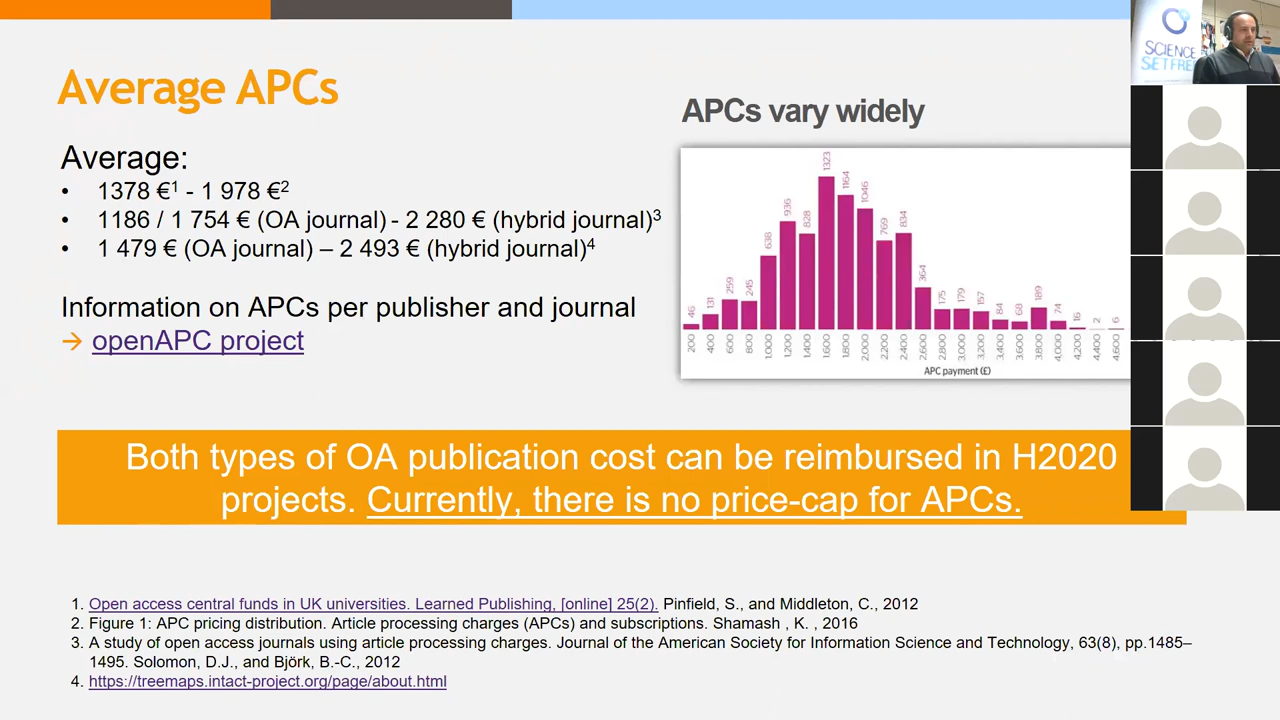 Average APCs
Average:
• 1378 €1 - 1 978 €2
• 1186 / 1 754 € (OA journal) - 2 280 € (hybrid journal)3
• 1 479 € (OA journal) – 2 493 € (hybrid journal)4
Information on APCs per publisher and journal
→ openAPC project
APCs vary widely
46 131 259 245 638 936 828 1323 1164 1046 769 834 364 175 179 157 84 68 189 74 16 2 6
200 400 600 800 1,000 1,200 1,400 1,600 1,800 2,000 2,200 2,400 2,600 2,800 3,000 3,200 3,400 3,600 3,800 4,000 4,200 4,400 4,600
APC payment (£)
SCIENCE
SET FREE
Both types of OA publication cost can be reimbursed in H2020
projects. Currently, there is no price-cap for APCs.
1. Open access central funds in UK universities. Learned Publishing, [online] 25(2). Pinfield, S., and Middleton, C., 2012
2. Figure 1: APC pricing distribution. Article processing charges (APCs) and subscriptions. Shamash , K. , 2016
3. A study of open access journals using article processing charges. Journal of the American Society for Information Science and Technology, 63(8), pp.1485–
1495. Solomon, D.J., and Björk, B.-C., 2012
4. https://treemaps.intact-project.org/page/about.html